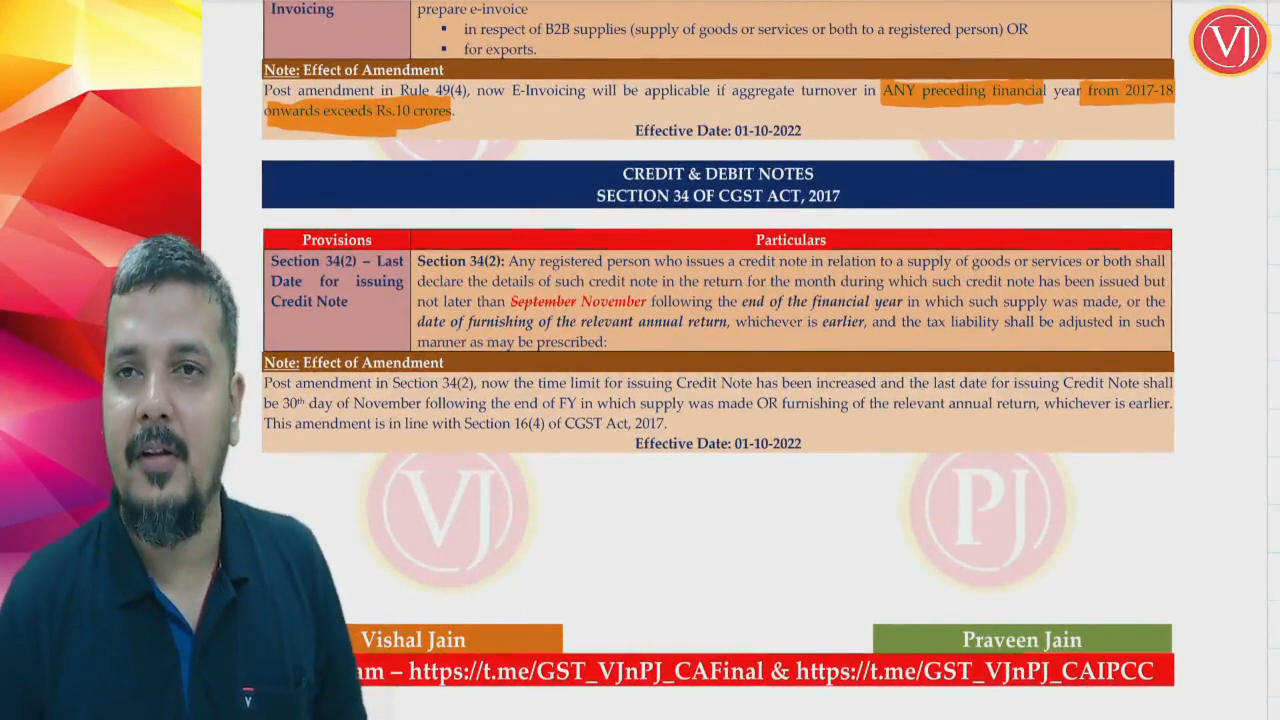 Invoicing
prepare e-invoice
▪ in respect of B2B supplies (supply of goods or services or both to a registered person) OR
▪ for exports.
Note: Effect of Amendment
Post amendment in Rule 49(4), now E-Invoicing will be applicable if aggregate turnover in ANY preceding financial year from 2017-18
onwards exceeds Rs.10 crores.
Effective Date: 01-10-2022
CREDIT & DEBIT NOTES
SECTION 34 OF CGST ACT, 2017
Provisions
Particulars
Section 34(2) – Last
Date for issuing
Credit Note
Section 34(2): Any registered person who issues a credit note in relation to a supply of goods or services or both shall
declare the details of such credit note in the return for the month during which such credit note has been issued but
not later than September November following the end of the financial year in which such supply was made, or the
date of furnishing of the relevant annual return, whichever is earlier, and the tax liability shall be adjusted in such
manner as may be prescribed:
Note: Effect of Amendment
Post amendment in Section 34(2), now the time limit for issuing Credit Note has been increased and the last date for issuing Credit Note shall
be 30th day of November following the end of FY in which supply was made OR furnishing of the relevant annual return, whichever is earlier.
This amendment is in line with Section 16(4) of CGST Act, 2017.
Effective Date: 01-10-2022
VJ
PJ
VJ
Vishal Jain
Praveen Jain
am – https://t.me/GST_VJnPJ_CAFinal & https://t.me/GST_VJnPJ_CAIPCC
V